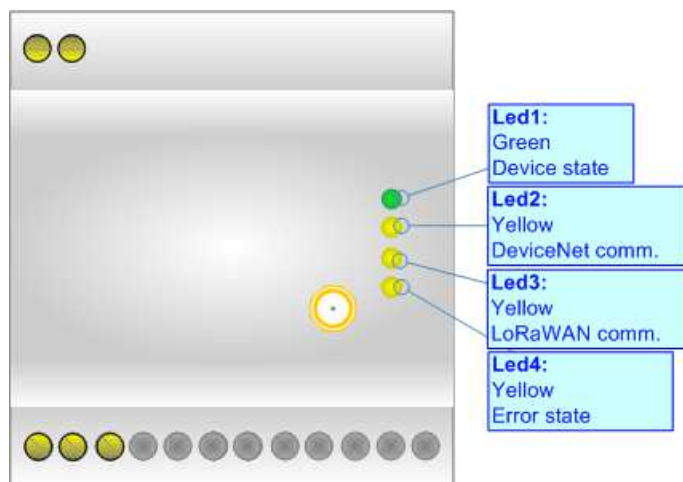 Led1:
Green
Device state
Led2:
Yellow
DeviceNet comm.
Led3:
Yellow
LoRaWAN comm.
Led4:
Yellow
Error state